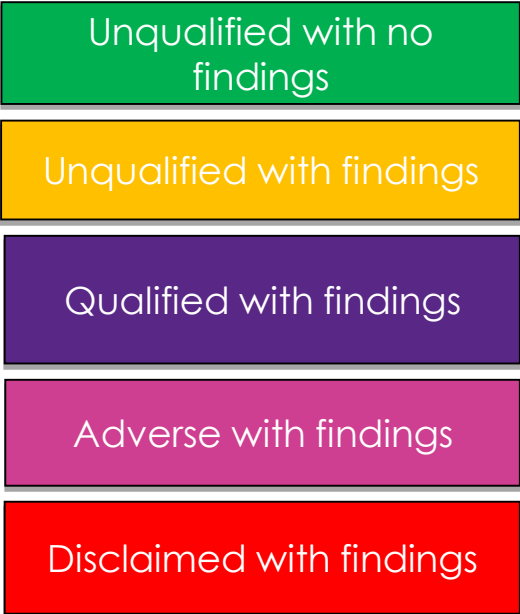 Unqualified with no
findings
Unqualified with findings
Qualified with findings
Adverse with findings
Disclaimed with findings